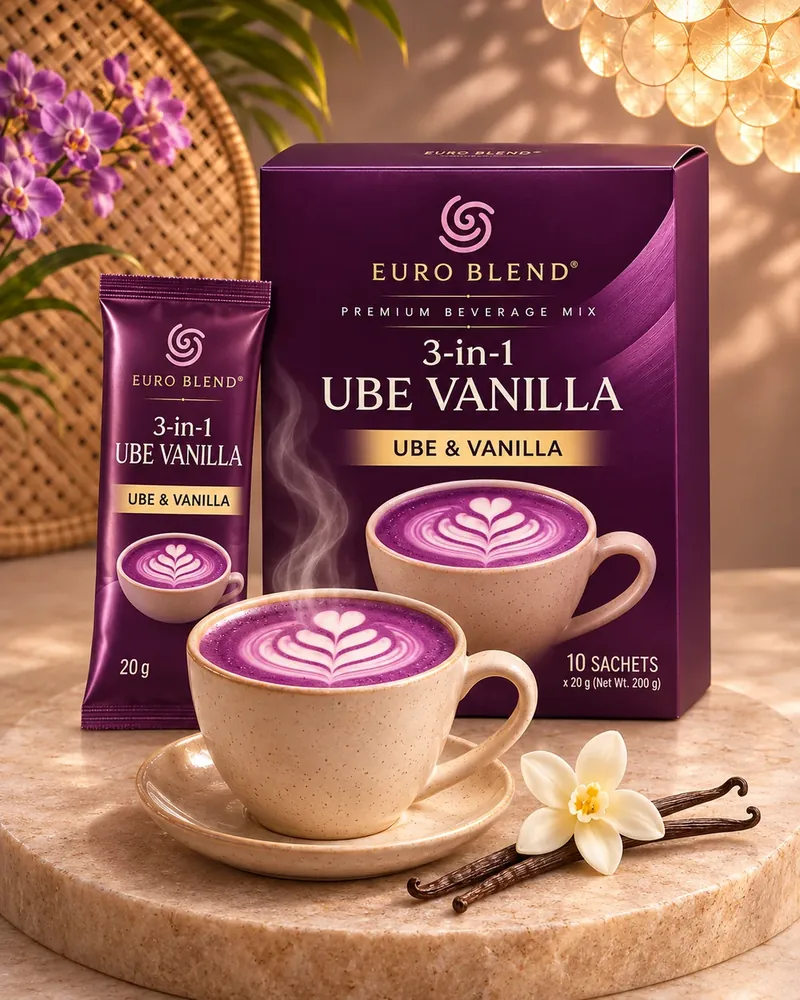 EURO BLEND®
EURO BLEND®
PREMIUM BEVERAGE MIX
3-in-1
UBE VANILLA
UBE & VANILLA
10 SACHETS
x 20 g (Net Wt. 200 g)
EURO BLEND®
3-in-1
UBE VANILLA
UBE & VANILLA
20 g